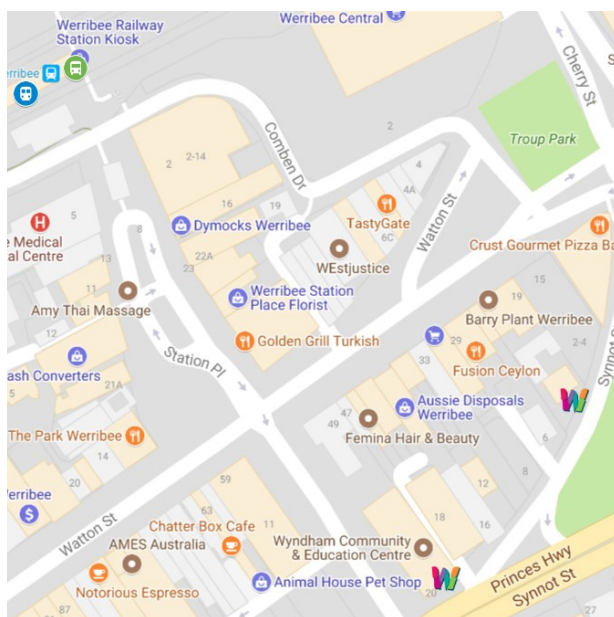 Werribee Railway
Station Kiosk
Werribee Central
erribee
Cherry St
S
Comben Dr
2
Troup Park
2
2-14
5
4
4A
16
19
TastyGate
6C
Watton St
8
H
e Medical
al Centre
Dymocks Werribee
Crust Gourmet Pizza Ba
13
22A
23
WEstjustice
11
Amy Thai Massage
Werribee Station
Place Florist
15
19
Barry Plant Werribee
12
Golden Grill Turkish
29
2-4
Station Pl
33
Fusion Ceylon
Synnot
ash Converters
5
21A
Aussie Disposals
Werribee
47
49
Femina Hair & Beauty
6
The Park Werribee
14
20
Verribee
$
59
12
8
Watton St
63
11
18
16
Chatter Box Cafe
AMES Australia
Wyndham Community
& Education Centre
Notorious Espresso
Animal House Pet Shop
20
Princes Hwy
Synnot St
87
27